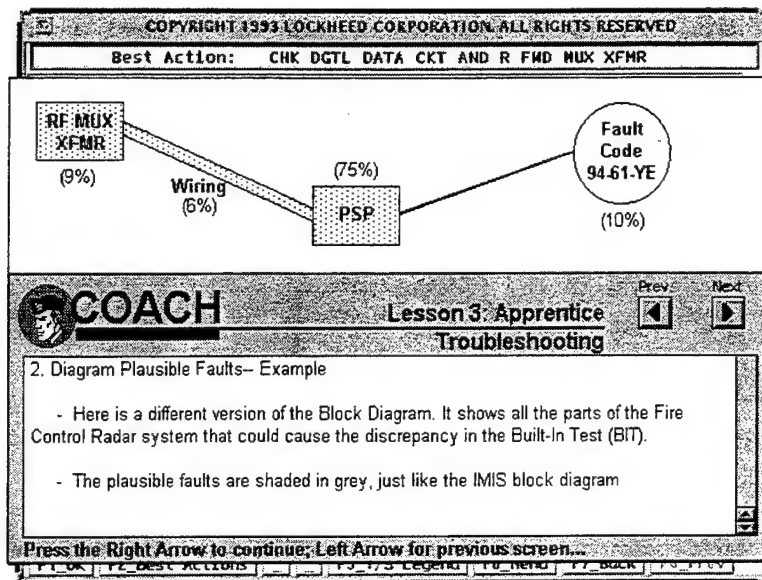 COPYRIGHT 1993 LOCKHEED CORPORATION. ALL RIGHTS RESERVED
Best Action: CHK DGTL DATA CKT AND R FWD MUX XFMR
RF MUX
XFMR
(9%)
Wiring
(6%)
(75%)
PSP
Fault
Code
94-61-YE
(10%)
COACH
Lesson 3: Apprentice
Troubleshooting
Prev
Next
2. Diagram Plausible Faults-- Example
- Here is a different version of the Block Diagram. It shows all the parts of the Fire
Control Radar system that could cause the discrepancy in the Built-In Test (BIT).
- The plausible faults are shaded in grey, just like the IMIS block diagram
Press the Right Arrow to continue; Left Arrow for previous screen...